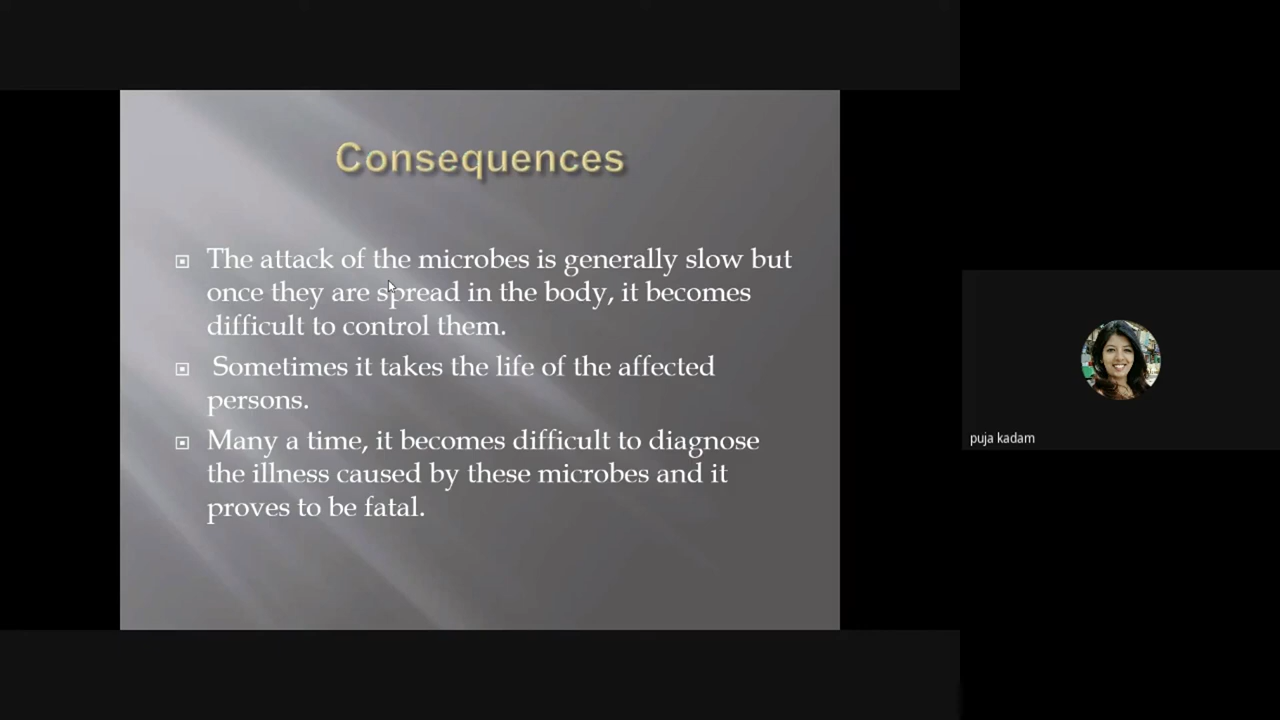 Consequences
The attack of the microbes is generally slow but
once they are spread in the body, it becomes
difficult to control them.
Sometimes it takes the life of the affected
persons.
Many a time, it becomes difficult to diagnose
the illness caused by these microbes and it
proves to be fatal.
puja kadam